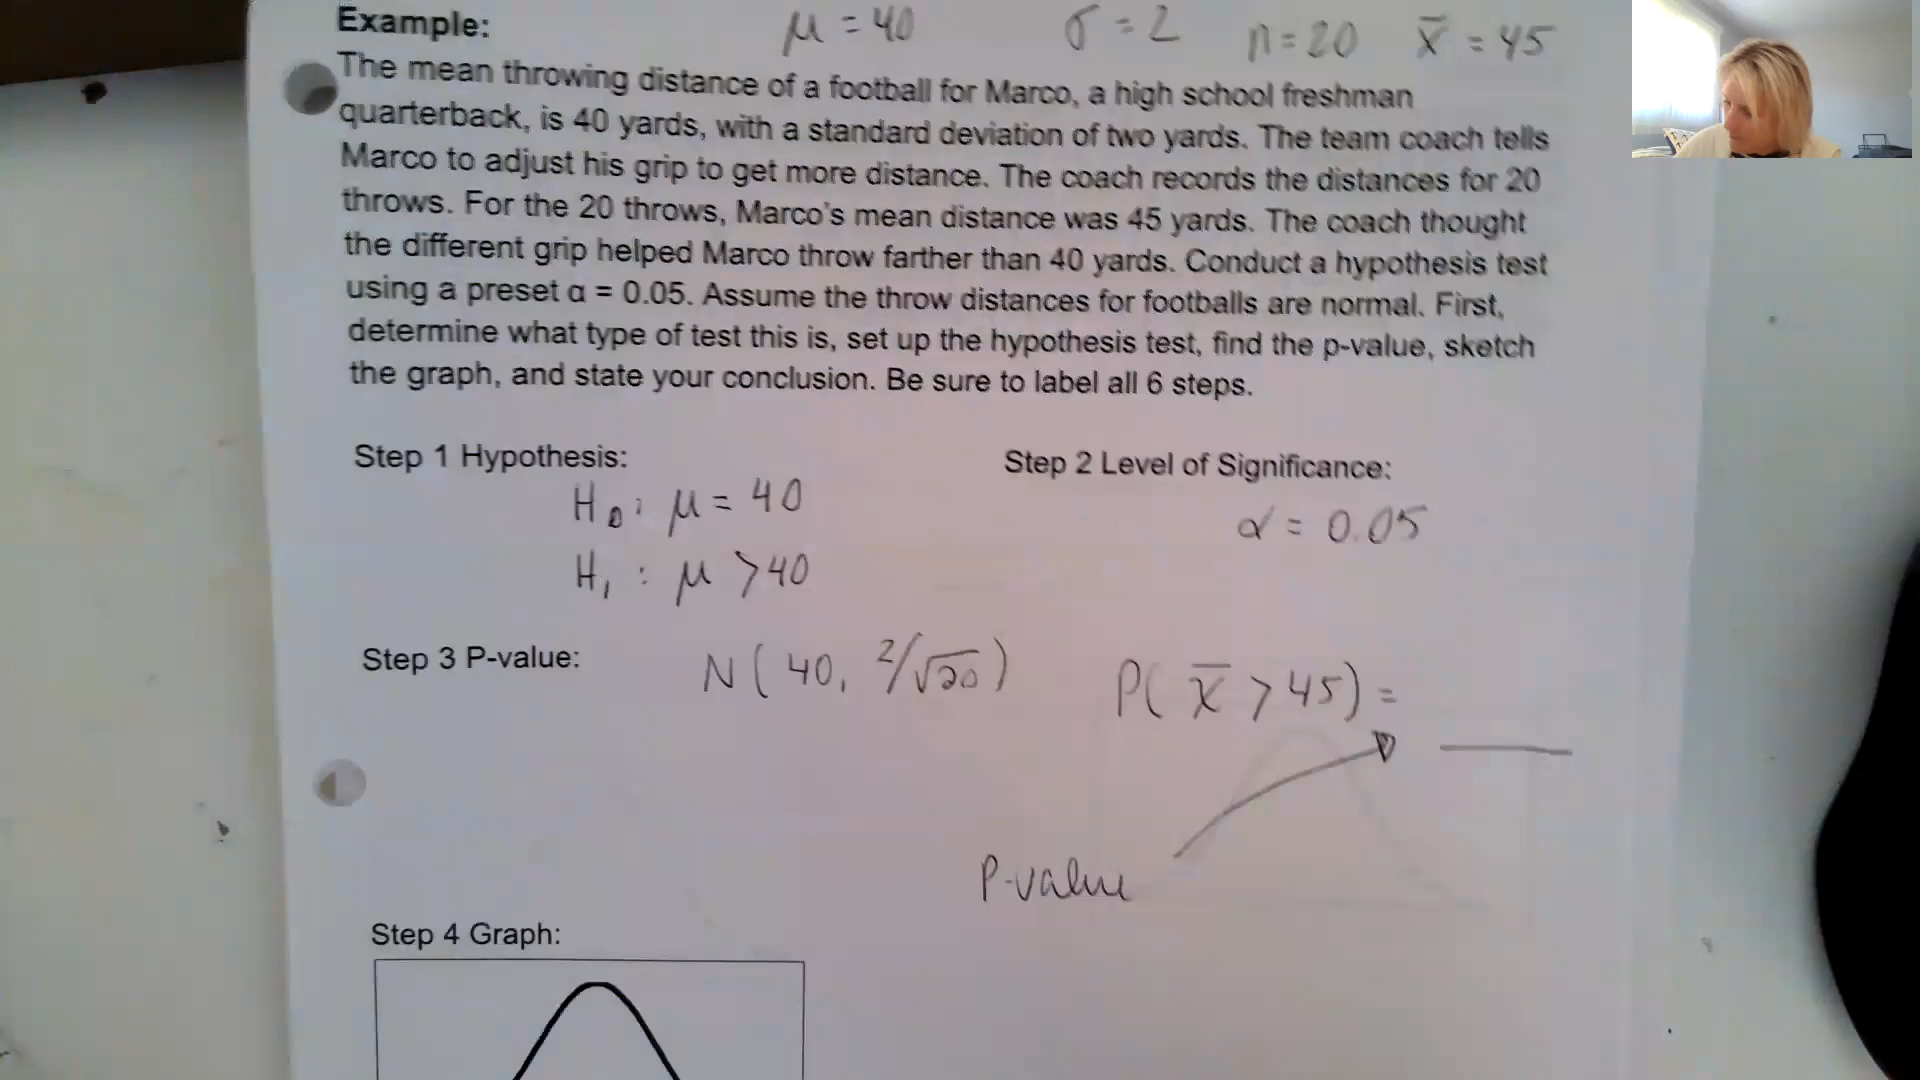 Example:
μ = 40 σ = 2 n = 20 x̄ = 45
The mean throwing distance of a football for Marco, a high school freshman
quarterback, is 40 yards, with a standard deviation of two yards. The team coach tells
Marco to adjust his grip to get more distance. The coach records the distances for 20
throws. For the 20 throws, Marco's mean distance was 45 yards. The coach thought
the different grip helped Marco throw farther than 40 yards. Conduct a hypothesis test
using a preset α = 0.05. Assume the throw distances for footballs are normal. First,
determine what type of test this is, set up the hypothesis test, find the p-value, sketch
the graph, and state your conclusion. Be sure to label all 6 steps.
Step 1 Hypothesis:
H₀: μ = 40
H₁: μ > 40
Step 2 Level of Significance:
α = 0.05
Step 3 P-value:
N(40, 2/√20)
P(x̄ > 45) =
P-value
Step 4 Graph: